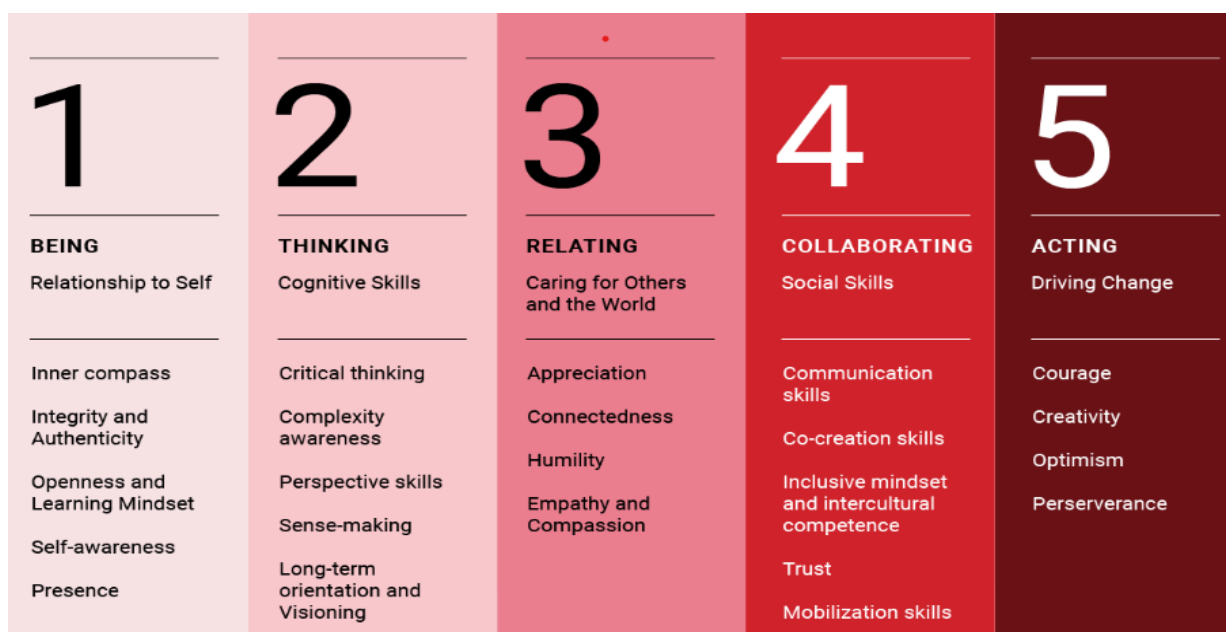 1
BEING
Relationship to Self
Inner compass
Integrity and
Authenticity
Openness and
Learning Mindset
Self-awareness
Presence
2
THINKING
Cognitive Skills
Critical thinking
Complexity
awareness
Perspective skills
Sense-making
Long-term
orientation and
Visioning
3
RELATING
Caring for Others
and the World
Appreciation
Connectedness
Humility
Empathy and
Compassion
4
COLLABORATING
Social Skills
Communication
skills
Co-creation skills
Inclusive mindset
and intercultural
competence
Trust
Mobilization skills
5
ACTING
Driving Change
Courage
Creativity
Optimism
Perserverance